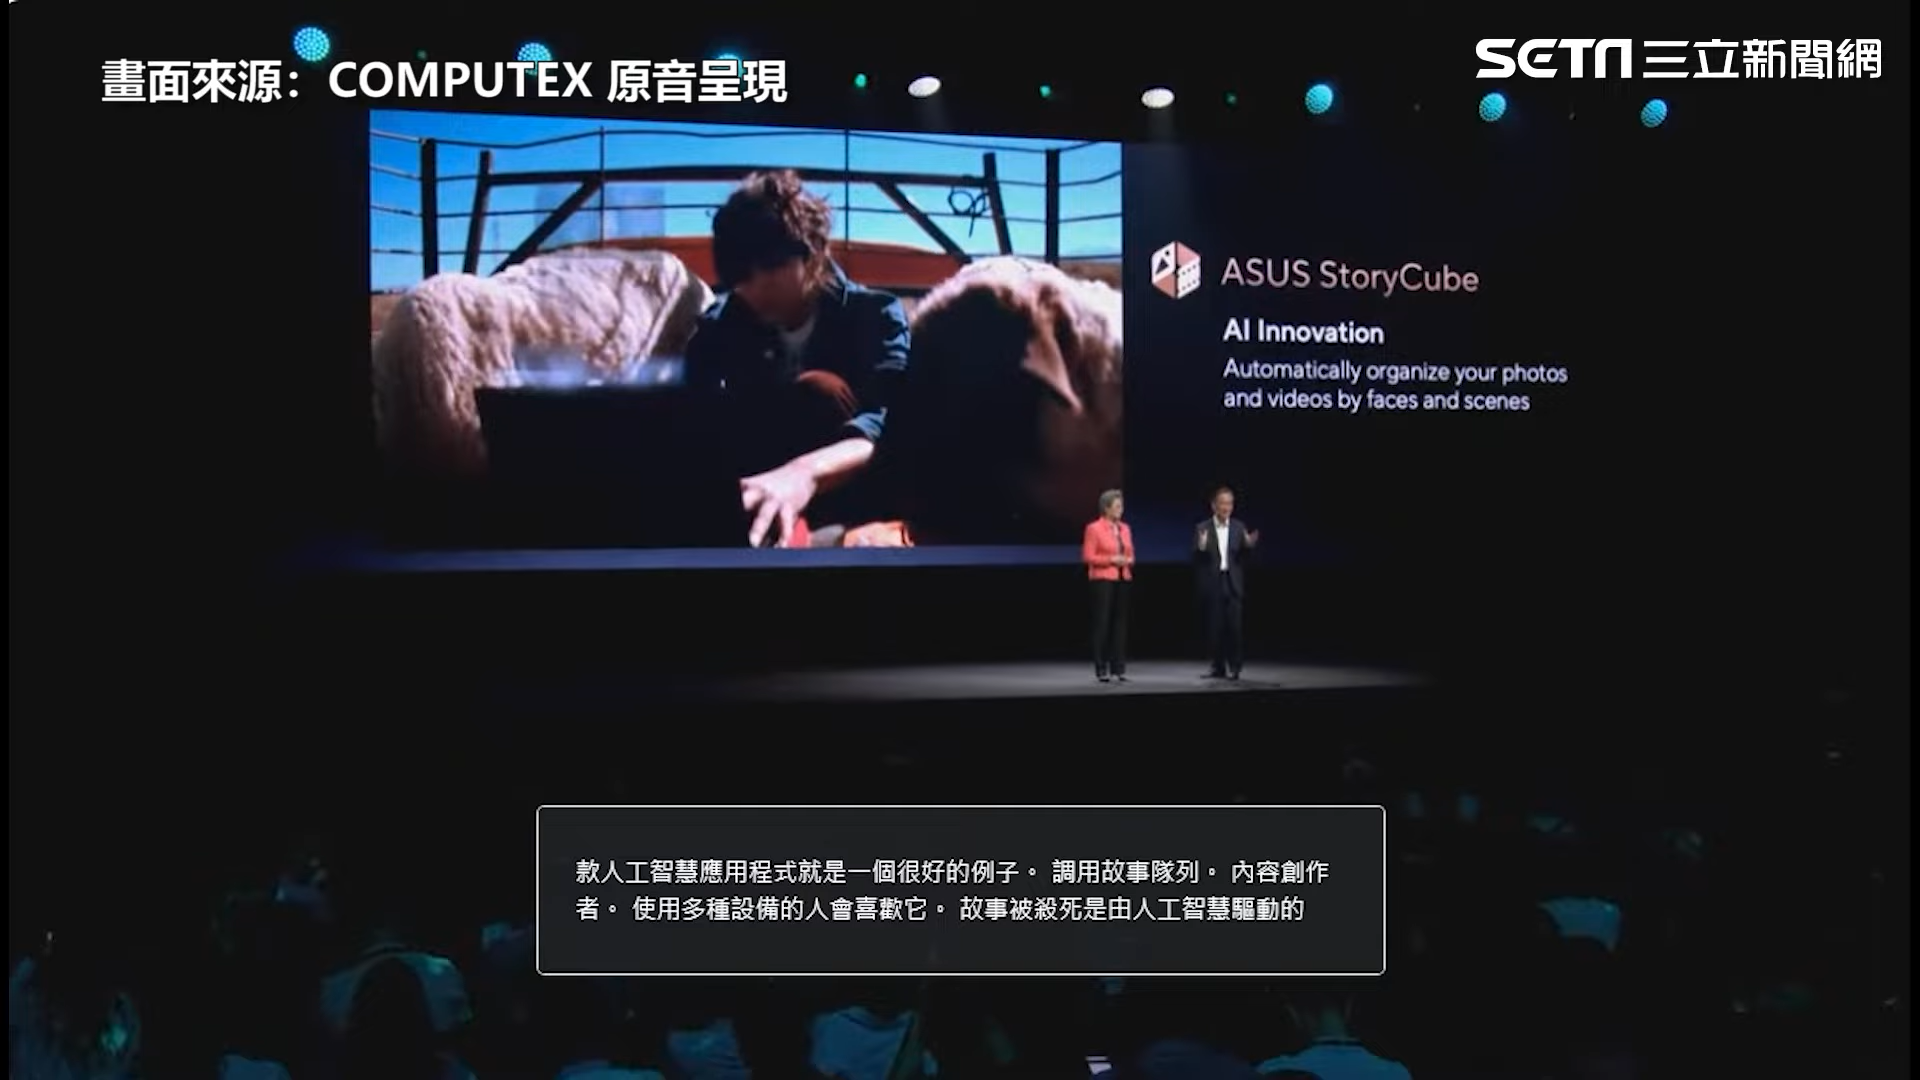 畫面來源：COMPUTEX 原音呈現
SETN三立新聞網
ASUS StoryCube
AI Innovation
Automatically organize your photos
and videos by faces and scenes
款人工智慧應用程式就是一個很好的例子。 調用故事隊列。 內容創作
者。 使用多種設備的人會喜歡它。 故事被殺死是由人工智慧驅動的